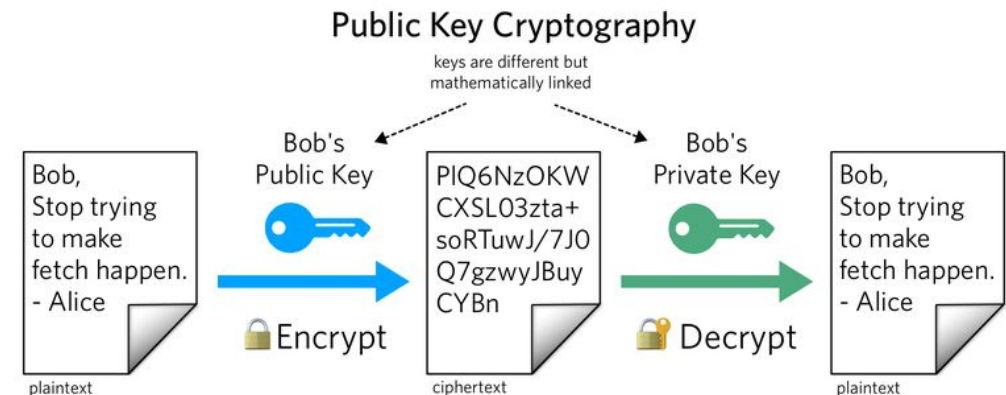 Public Key Cryptography
keys are different but
mathematically linked
Bob,
Stop trying
to make
fetch happen.
- Alice
plaintext
Bob's
Public Key
Encrypt
PlQ6NzOKW
CXSL03zta+
soRTuwJ/7J0
Q7gzwyJBuy
CYBn
ciphertext
Bob's
Private Key
Decrypt
Bob,
Stop trying
to make
fetch happen.
- Alice
plaintext